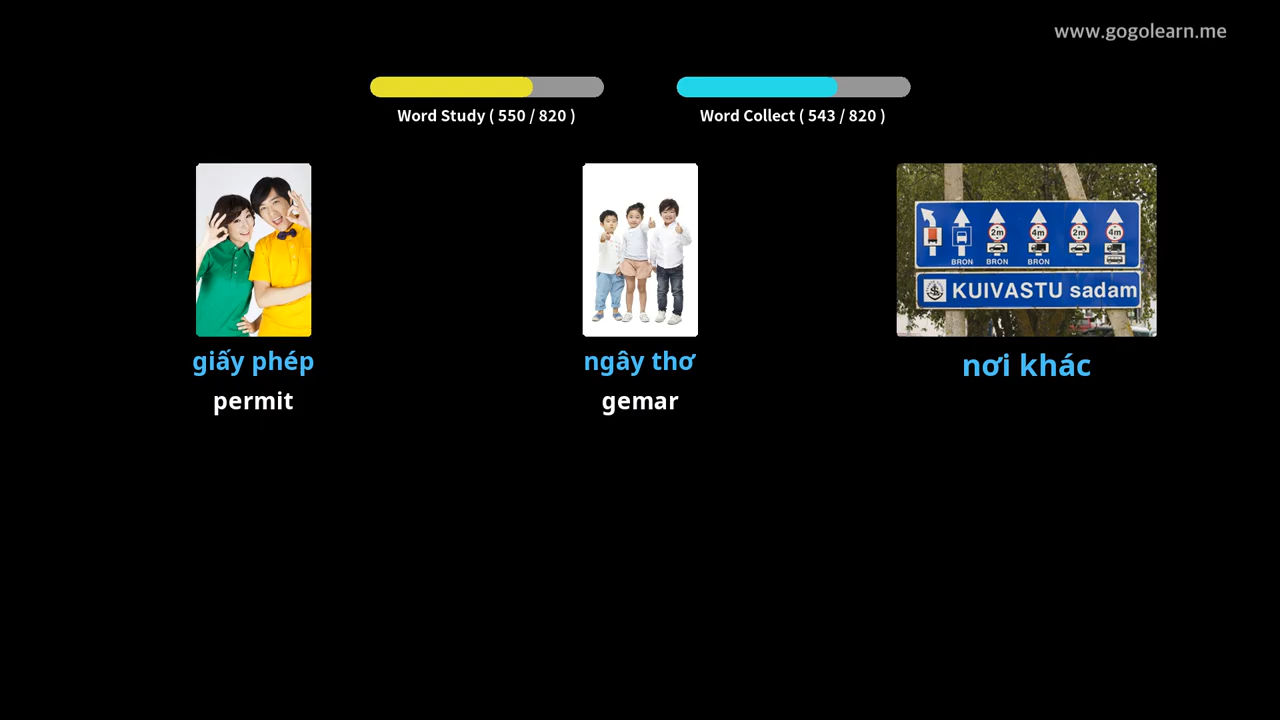 www.gogolearn.me
Word Study ( 550 / 820 )
Word Collect ( 543 / 820 )
2m
4m
2m
4m
BRON
BRON
BRON
KUIVASTU sadam
giấy phép
ngây thơ
nơi khác
permit
gemar